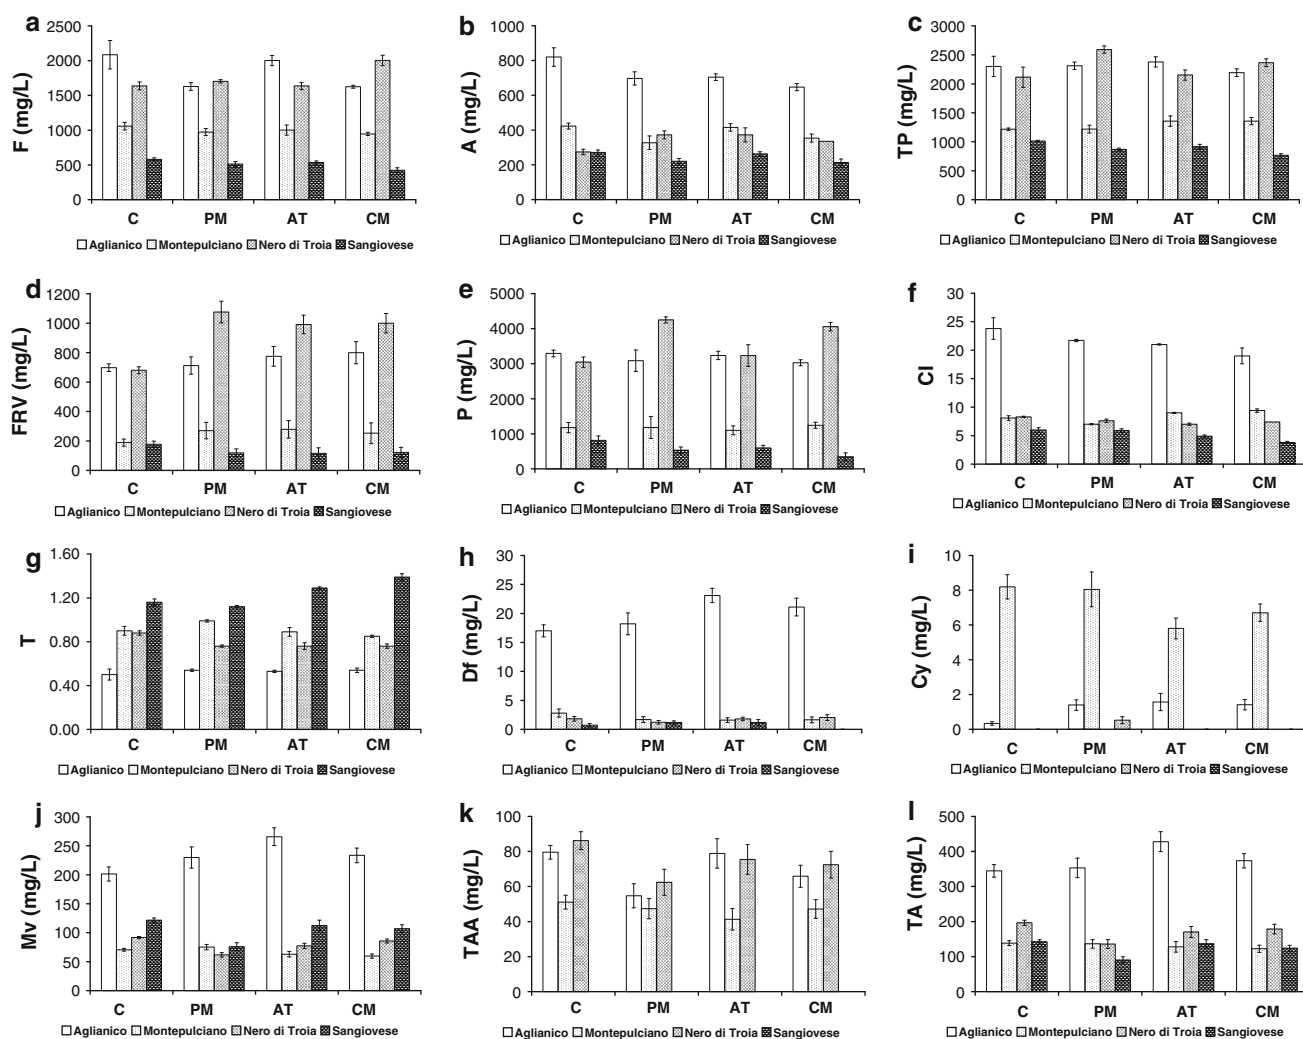 a
F (mg/L)
2500
2000
1500
1000
500
0
C PM AT CM
Aglianico Montepulciano Nero di Troia Sangiovese
b
A (mg/L)
1000
800
600
400
200
0
C PM AT CM
Aglianico Montepulciano Nero di Troia Sangiovese
c
TP (mg/L)
3000
2500
2000
1500
1000
500
0
C PM AT CM
Aglianico Montepulciano Nero di Troia Sangiovese
d
FRV (mg/L)
1200
1000
800
600
400
200
0
C PM AT CM
Aglianico Montepulciano Nero di Troia Sangiovese
e
P (mg/L)
5000
4000
3000
2000
1000
0
C PM AT CM
Aglianico Montepulciano Nero di Troia Sangiovese
f
CI
30
25
20
15
10
5
0
C PM AT CM
Aglianico Montepulciano Nero di Troia Sangiovese
g
T
1.60
1.20
0.80
0.40
0.00
C PM AT CM
Aglianico Montepulciano Nero di Troia Sangiovese
h
Df (mg/L)
30
25
20
15
10
5
0
C PM AT CM
Aglianico Montepulciano Nero di Troia Sangiovese
i
Cy (mg/L)
10
8
6
4
2
0
C PM AT CM
Aglianico Montepulciano Nero di Troia Sangiovese
j
Mv (mg/L)
300
250
200
150
100
50
0
C PM AT CM
Aglianico Montepulciano Nero di Troia Sangiovese
k
TAA (mg/L)
100
80
60
40
20
0
C PM AT CM
Aglianico Montepulciano Nero di Troia Sangiovese
l
TA (mg/L)
500
400
300
200
100
0
C PM AT CM
Aglianico Montepulciano Nero di Troia Sangiovese